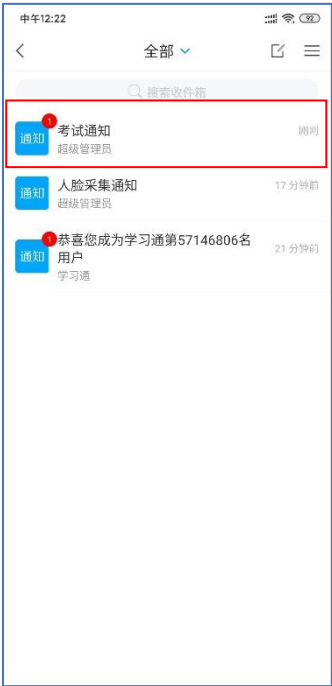 中午12:22
92
全部
搜索收件箱
1
通知
考试通知
刚刚
超级管理员
通知
人脸采集通知
17 分钟前
超级管理员
1
通知
恭喜您成为学习通第57146806名
用户
21 分钟前
学习通